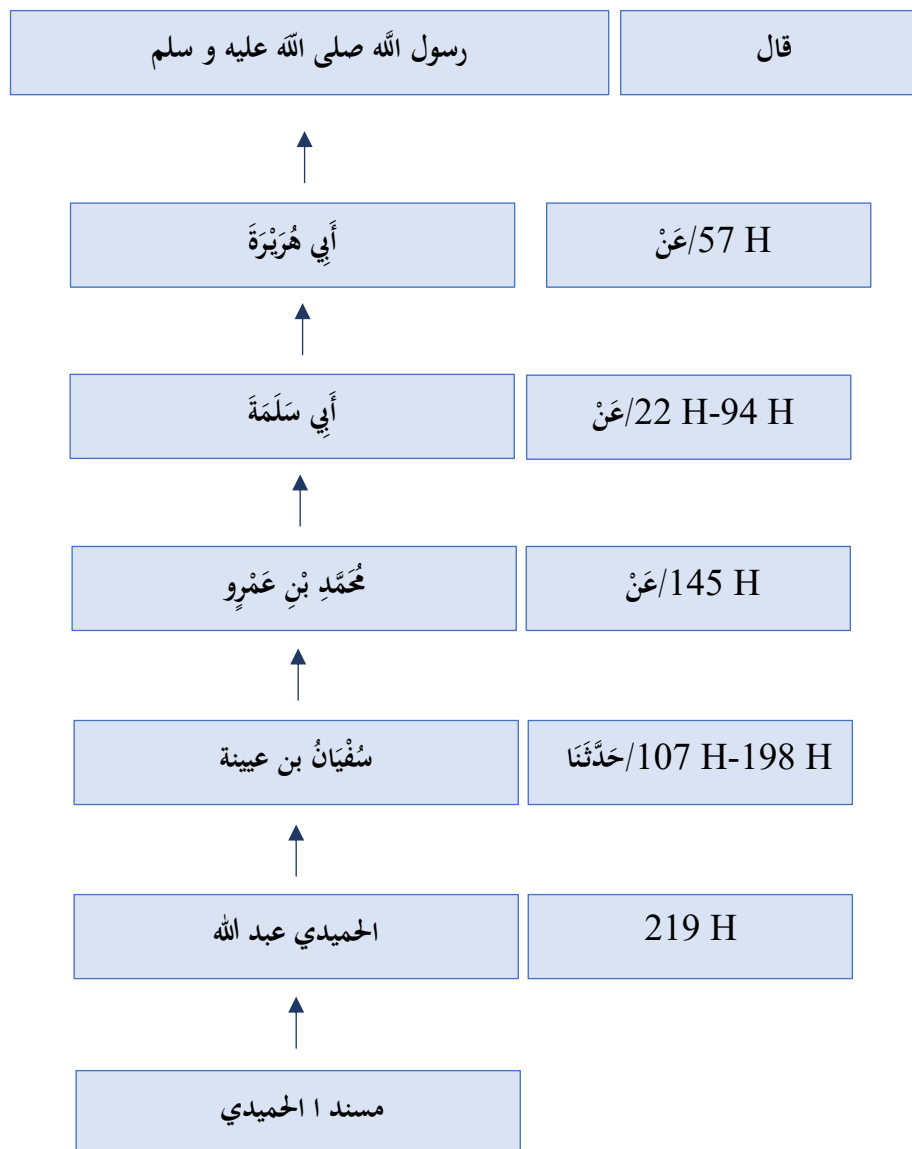 قال
رسول الله صلى الله عليه و سلم
عَنْ/57 H
أَبِي هُرَيْرَةَ
عَنْ/22 H-94 H
أَبِي سَلَمَةَ
عَنْ/145 H
مُحَمَّدِ بْنِ عَمْرٍو
حَدَّثَنَا/107 H-198 H
سُفْيَانُ بن عيينة
219 H
الحميدي عبد الله
مسند ا الحميدي